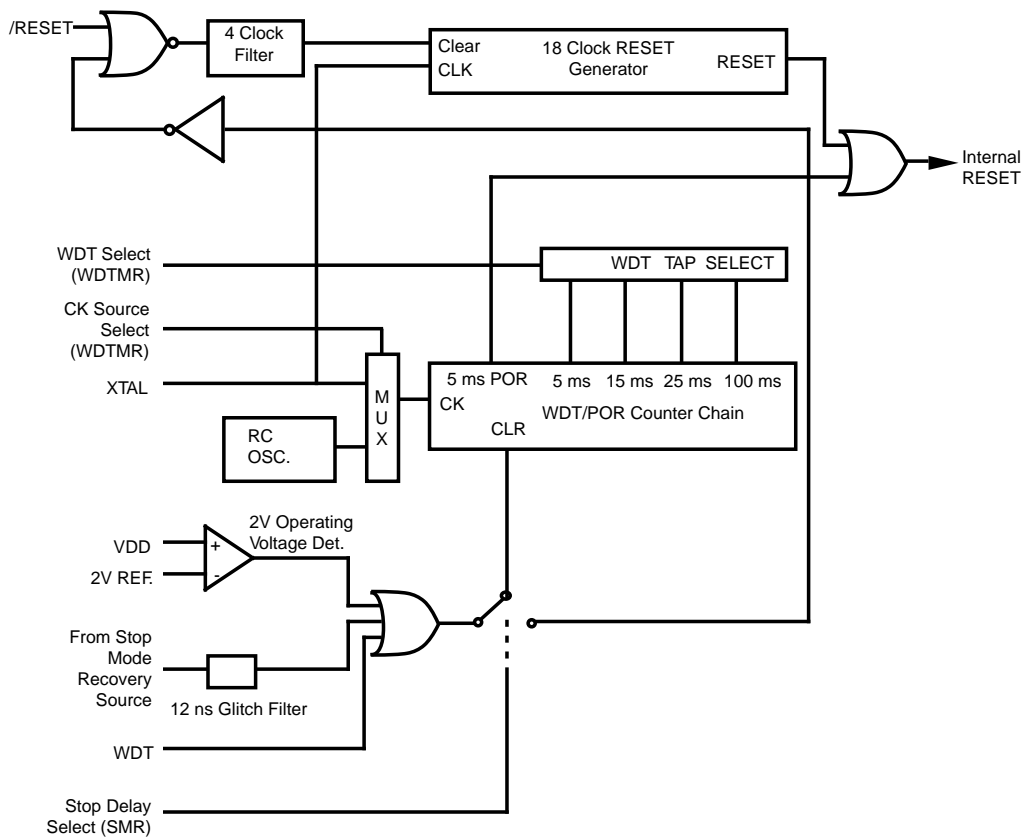 /RESET
4 Clock
Filter
Clear
CLK
18 Clock RESET
Generator
RESET
Internal
RESET
WDT Select
(WDTMR)
WDT TAP SELECT
CK Source
Select
(WDTMR)
XTAL
M
U
X
5 ms POR
5 ms
15 ms
25 ms
100 ms
CK
WDT/POR Counter Chain
CLR
RC
OSC.
2V Operating
Voltage Det.
VDD
+
2V REF.
-
From Stop
Mode
Recovery
Source
12 ns Glitch Filter
WDT
Stop Delay
Select (SMR)